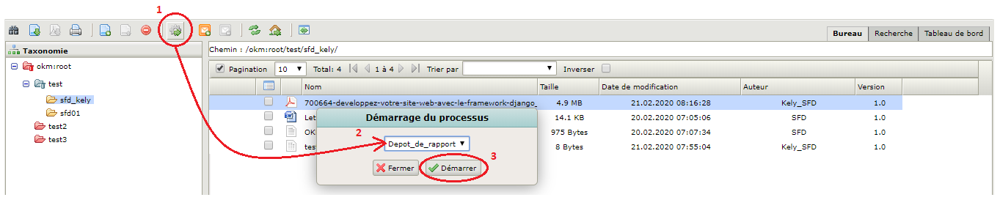 1
Bureau Recherche Tableau de bord
Taxonomie
Chemin : /okm:root/test/sfd_kely/
okm:root
Pagination 10 Total: 4 1 à 4 Trier par Inverser
test
Nom Taille Date de modification Auteur Version
sfd_kely
700664-developpez-votre-site-web-avec-le-framework-django_ 4.9 MB 21.02.2020 08:16:28 Kely_SFD 1.0
sfd01
Let 14.1 KB 20.02.2020 07:05:06 SFD 1.0
test2
OK 975 Bytes 20.02.2020 07:07:34 SFD 1.0
test3
tes 8 Bytes 21.02.2020 07:55:04 Kely_SFD 1.0
Démarrage du processus
2
Depot_de_rapport
3
Fermer Démarrer